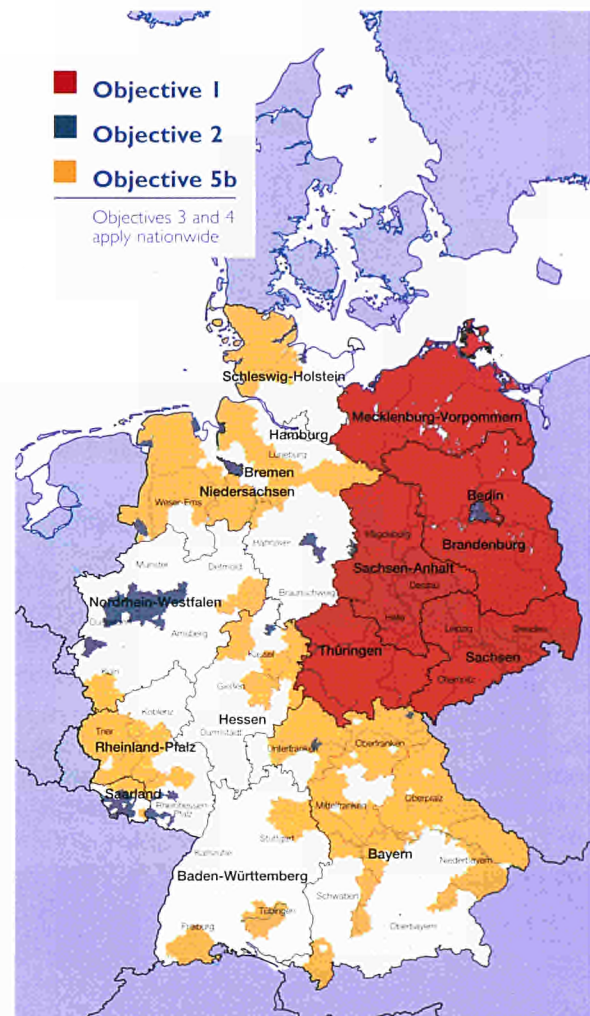 Objective 1
Objective 2
Objective 5b
Objectives 3 and 4
apply nationwide
Schleswig-Holstein
Mecklenburg-Vorpommern
Hamburg
Lüneburg
Bremen
Niedersachsen
Weser-Ems
Berlin
Brandenburg
Hannover
Magdeburg
Sachsen-Anhalt
Dessau
Münster
Detmold
Braunschweig
Nordrhein-Westfalen
Arnsberg
Halle
Leipzig
Dresden
Kassel
Thüringen
Sachsen
Chemnitz
Köln
Gießen
Hessen
Koblenz
Trier
Rheinland-Pfalz
Darmstadt
Unterfranken
Oberfranken
Saarland
Rheinhessen-
Pfalz
Mittelfranken
Oberpfalz
Stuttgart
Karlsruhe
Bayern
Niederbayern
Baden-Württemberg
Schwaben
Tübingen
Freiburg
Oberbayern